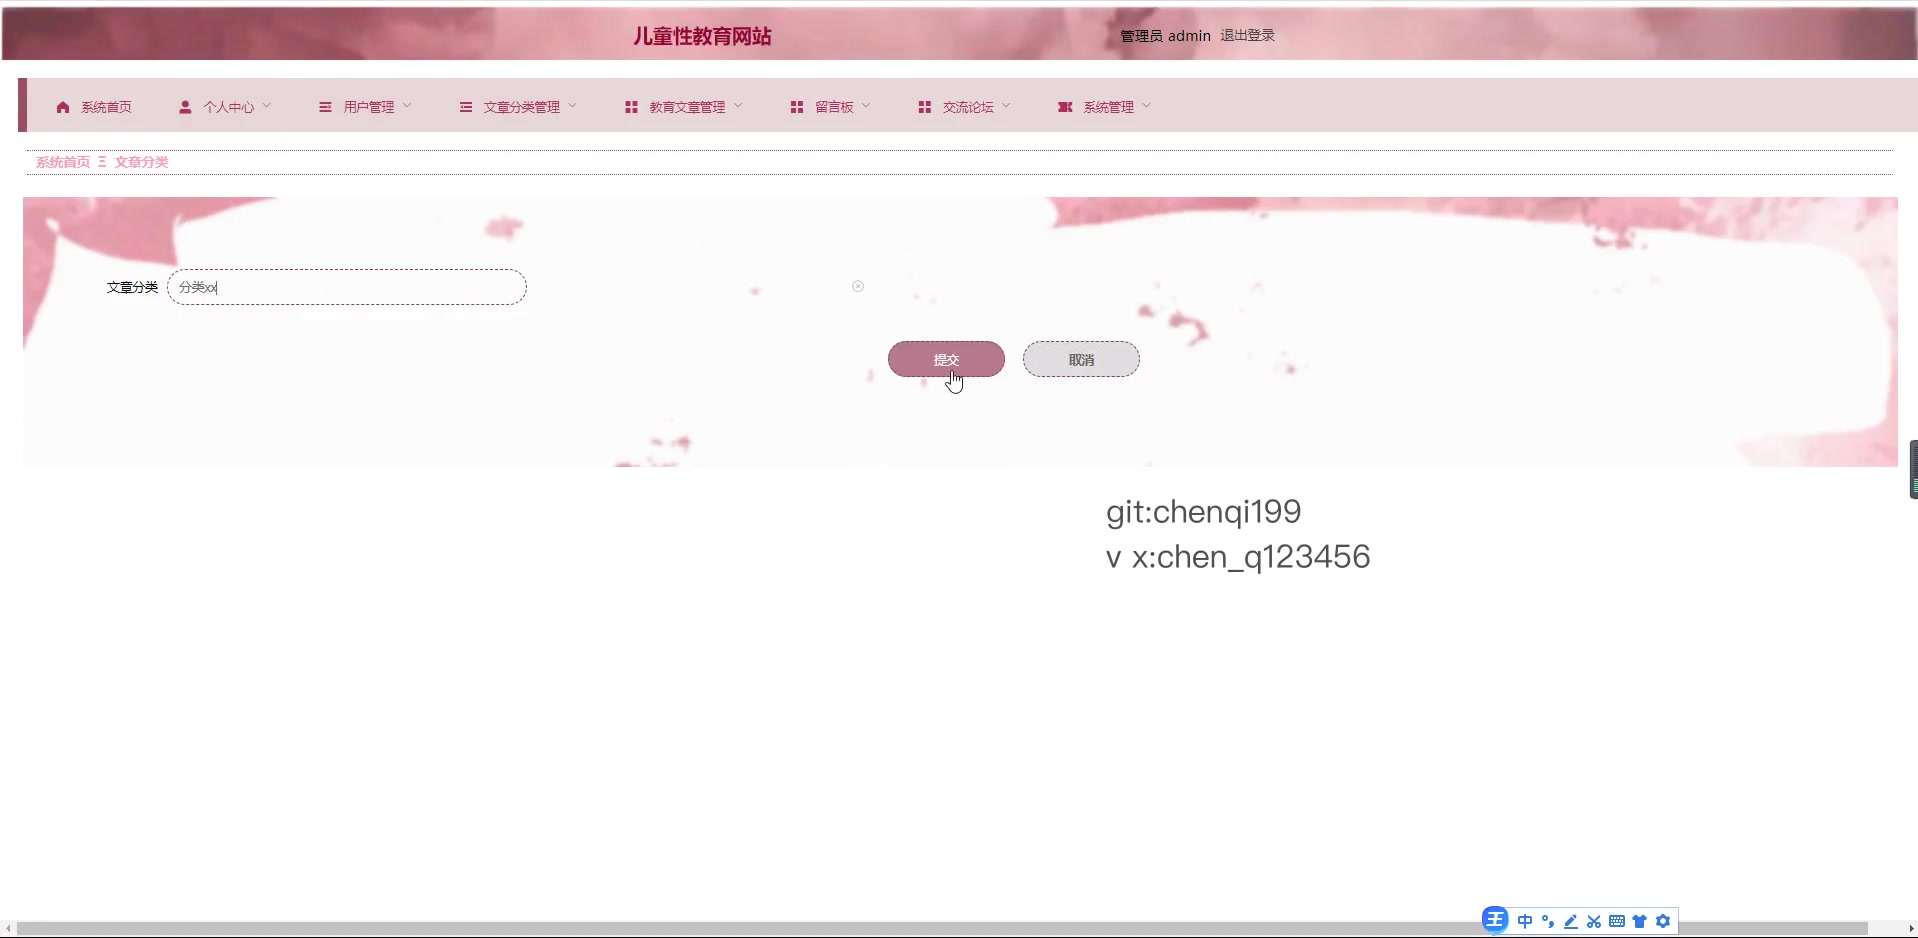 儿童性教育网站
管理员 admin 退出登录
系统首页 个人中心 用户管理 文章分类管理 教育文章管理 留言板 交流论坛 系统管理
系统首页 Ξ 文章分类
文章分类 分类xx
提交 取消
git:chenqi199
v x:chen_q123456
王 中